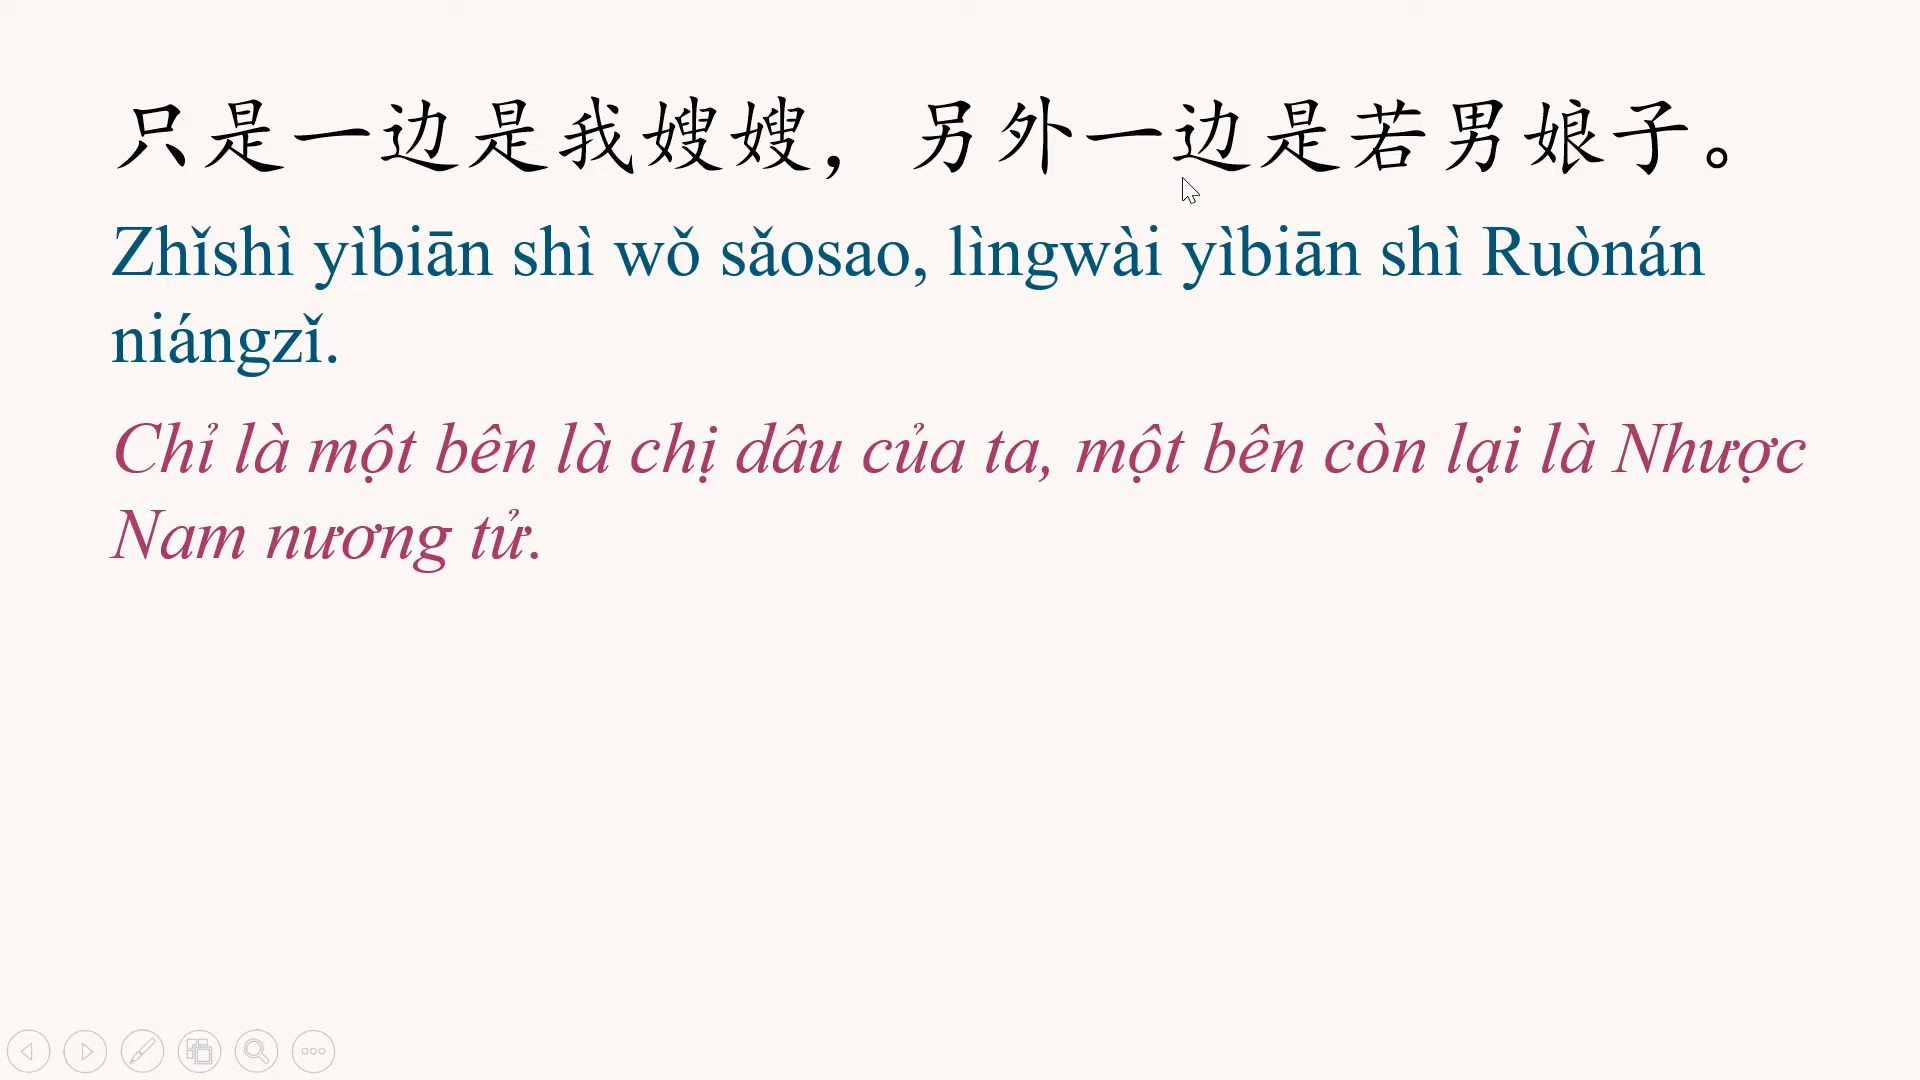 只是一边是我嫂嫂，另外一边是若男娘子。
Zhǐshì yìbiān shì wǒ sǎosao, lìngwài yìbiān shì Ruònán
niángzǐ.
Chỉ là một bên là chị dâu của ta, một bên còn lại là Nhược
Nam nương tử.